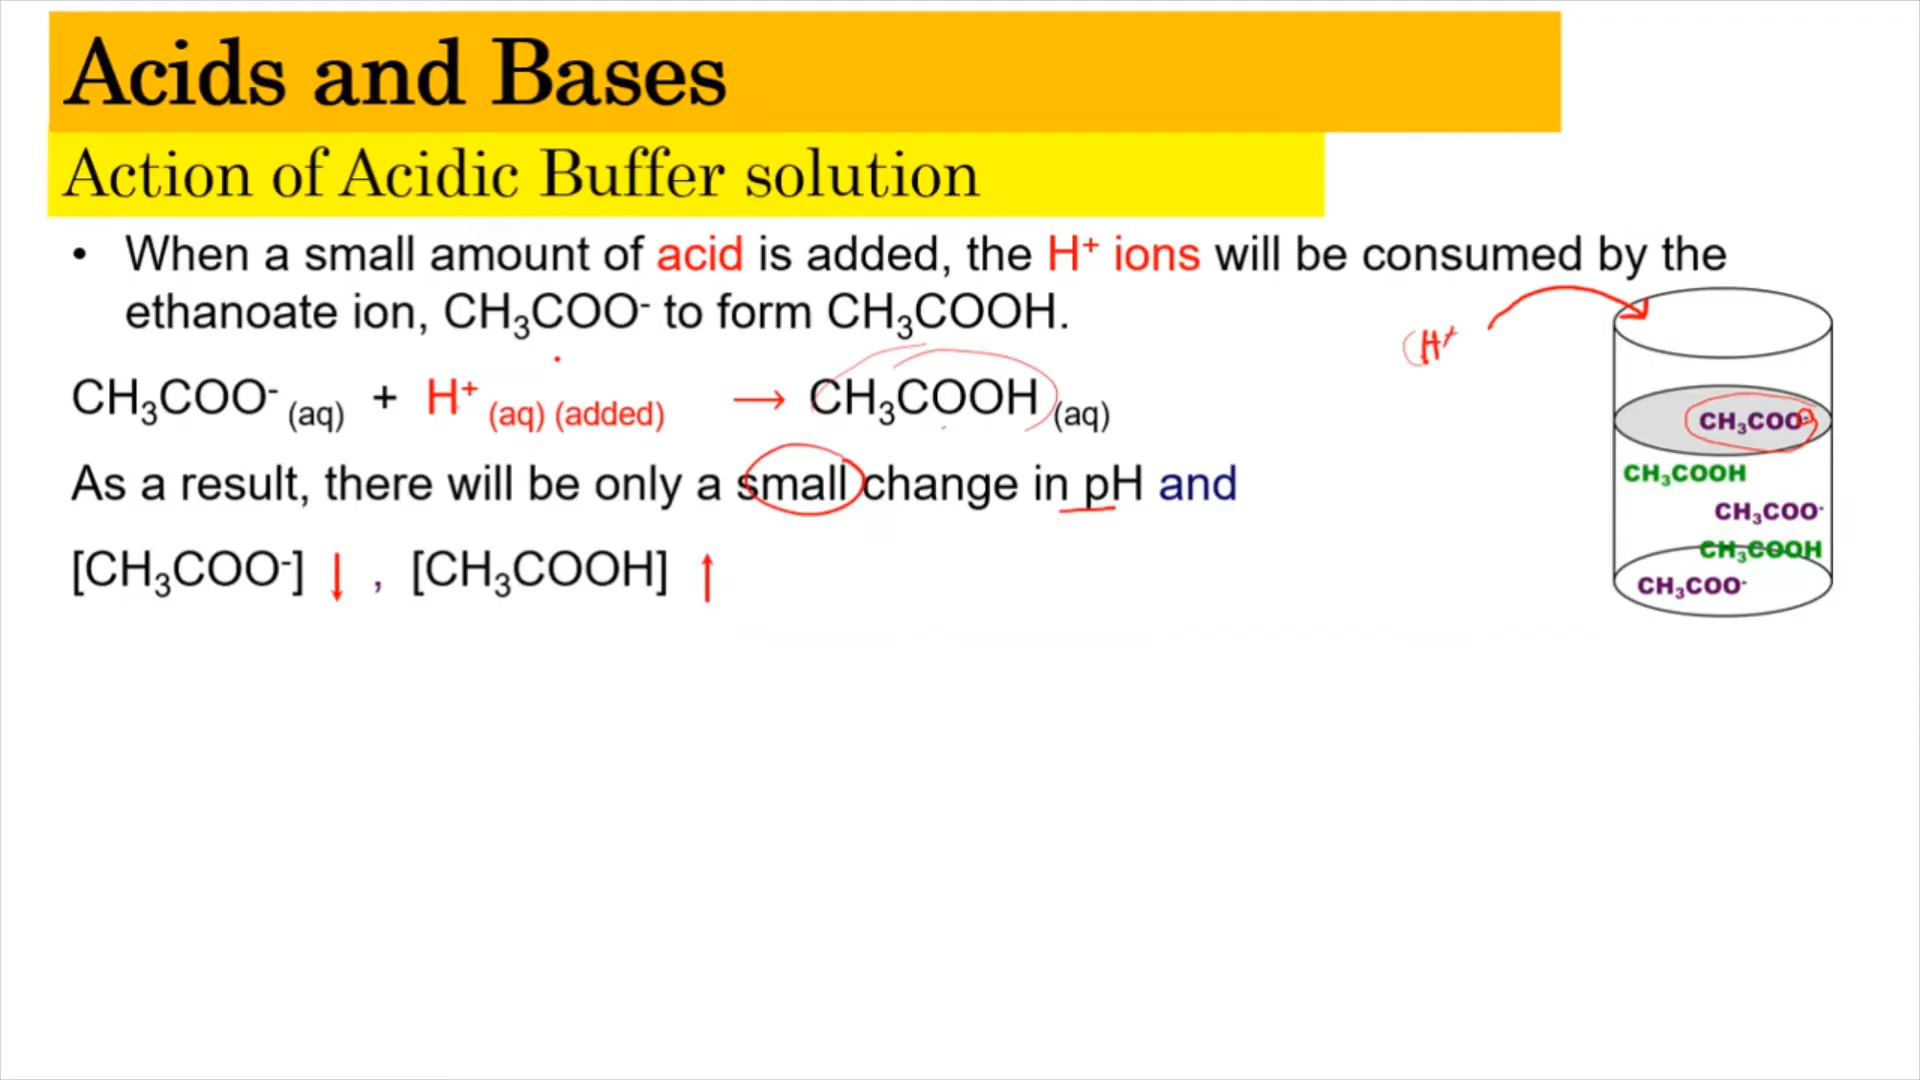 Acids and Bases
Action of Acidic Buffer solution
• When a small amount of acid is added, the H⁺ ions will be consumed by the
ethanoate ion, CH₃COO⁻ to form CH₃COOH.
H⁺
CH₃COO⁻ (aq) + H⁺ (aq) (added) → CH₃COOH (aq)
As a result, there will be only a small change in pH and
[CH₃COO⁻] ↓ , [CH₃COOH] ↑
CH₃COO⁻
CH₃COOH
CH₃COO⁻
CH₃COOH
CH₃COO⁻